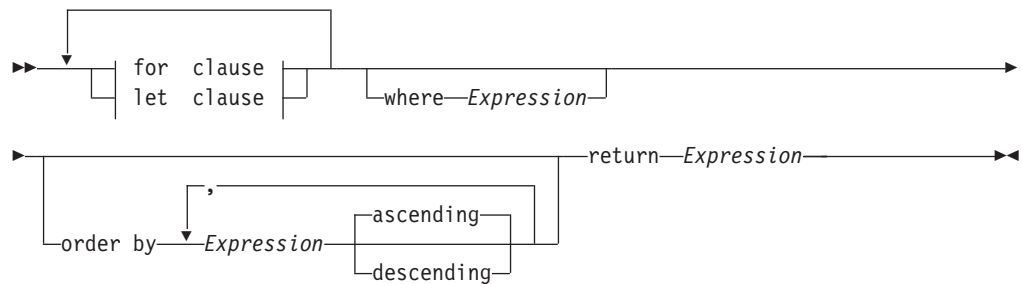 for clause
let clause
where Expression
return Expression
,
ascending
order by Expression
descending